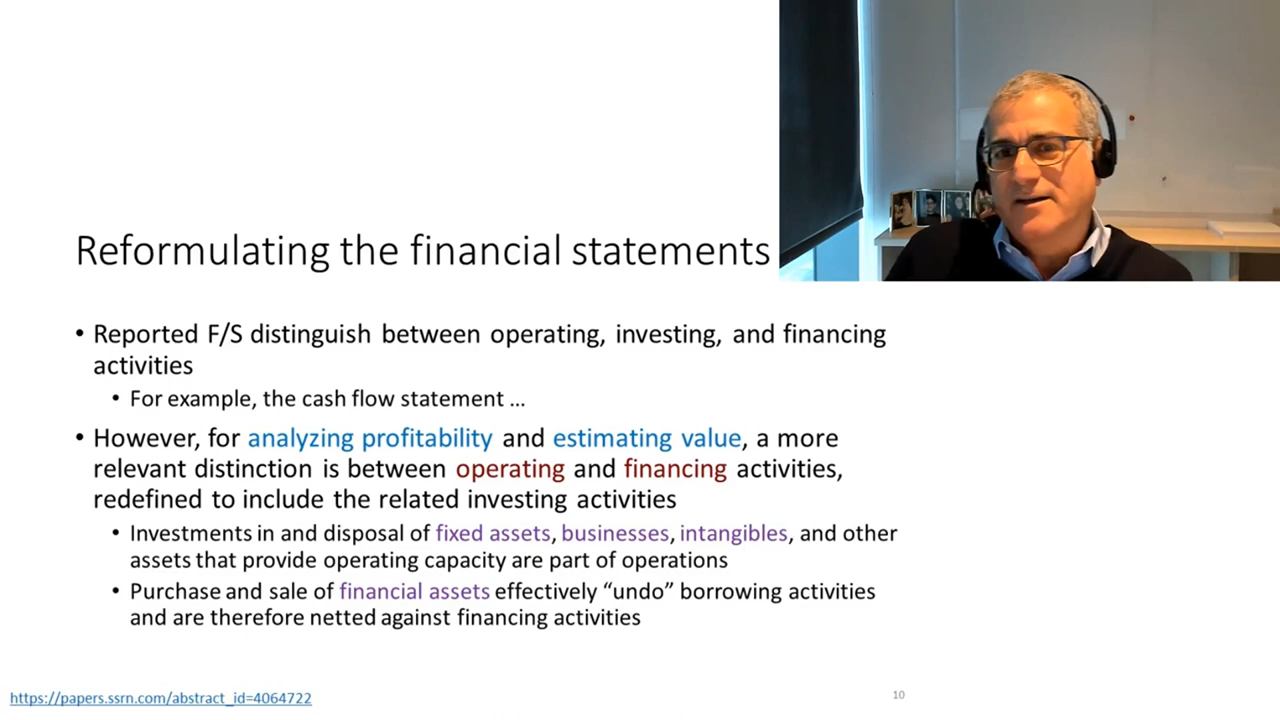 Reformulating the financial statements
• Reported F/S distinguish between operating, investing, and financing
activities
• For example, the cash flow statement …
• However, for analyzing profitability and estimating value, a more
relevant distinction is between operating and financing activities,
redefined to include the related investing activities
• Investments in and disposal of fixed assets, businesses, intangibles, and other
assets that provide operating capacity are part of operations
• Purchase and sale of financial assets effectively “undo” borrowing activities
and are therefore netted against financing activities
https://papers.ssrn.com/abstract_id=4064722
10